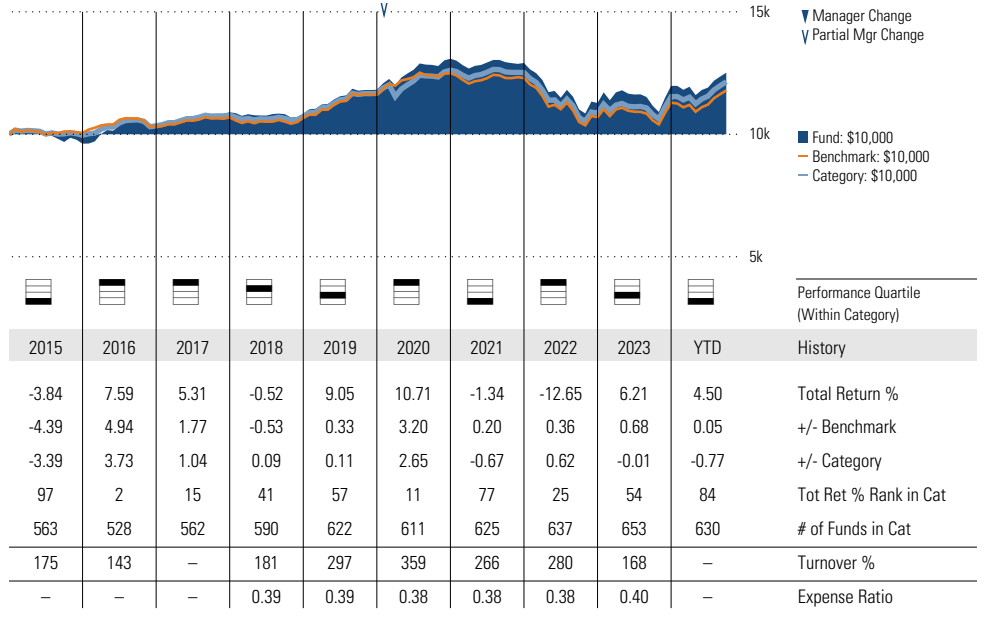 15k
▼ Manager Change
V Partial Mgr Change
10k
Fund: $10,000
Benchmark: $10,000
Category: $10,000
5k
Performance Quartile
(Within Category)
2015 2016 2017 2018 2019 2020 2021 2022 2023 YTD History
-3.84 7.59 5.31 -0.52 9.05 10.71 -1.34 -12.65 6.21 4.50 Total Return %
-4.39 4.94 1.77 -0.53 0.33 3.20 0.20 0.36 0.68 0.05 +/- Benchmark
-3.39 3.73 1.04 0.09 0.11 2.65 -0.67 0.62 -0.01 -0.77 +/- Category
97 2 15 41 57 11 77 25 54 84 Tot Ret % Rank in Cat
563 528 562 590 622 611 625 637 653 630 # of Funds in Cat
175 143 – 181 297 359 266 280 168 – Turnover %
– – – 0.39 0.39 0.38 0.38 0.38 0.40 – Expense Ratio